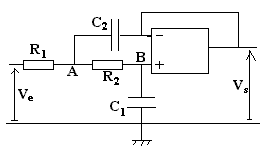 C₂
−
R₁
A
R₂
B
+
Vₑ
C₁
Vₛ